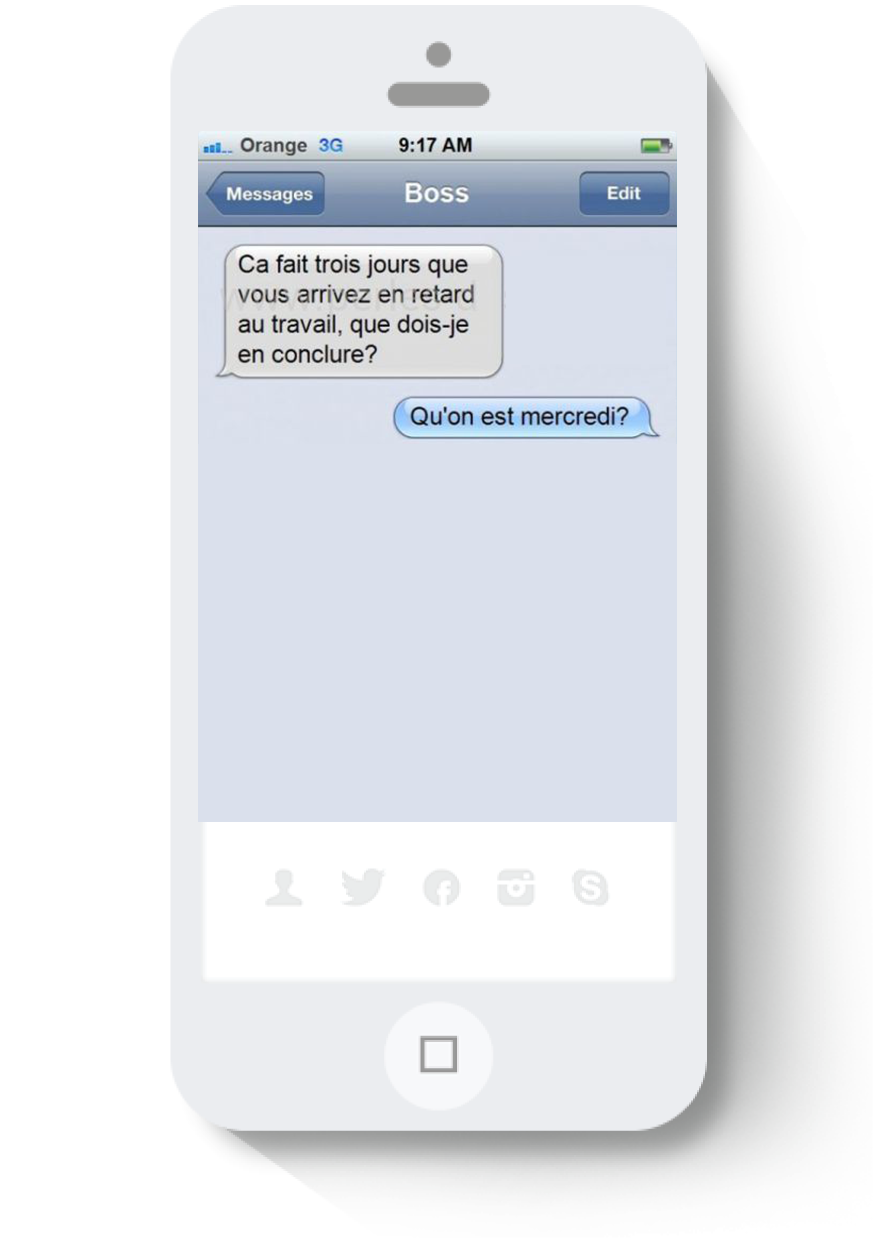 Orange 3G 9:17 AM
Messages Boss Edit
Ca fait trois jours que
vous arrivez en retard
au travail, que dois-je
en conclure?
Qu'on est mercredi?